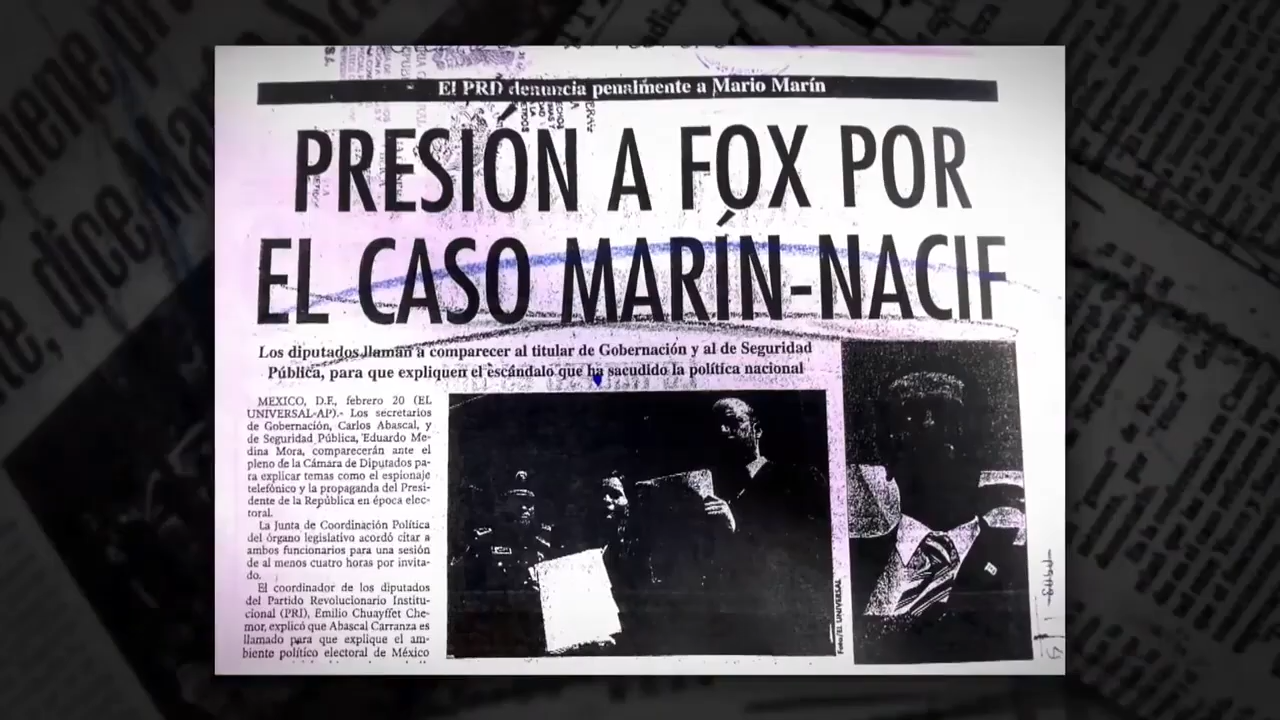 El PRD denuncia penalmente a Mario Marín
PRESIÓN A FOX POR
EL CASO MARÍN-NACIF
Los diputados llaman a comparecer al titular de Gobernación y al de Seguridad
Pública, para que expliquen el escándalo que ha sacudido la política nacional
MEXICO, D.F., febrero 20 (EL
UNIVERSAL-AP).- Los secretarios
de Gobernación, Carlos Abascal, y
de Seguridad Pública, Eduardo Me-
dina Mora, comparecerán ante el
pleno de la Cámara de Diputados pa-
ra explicar temas como el espionaje
telefónico y la propaganda del Presi-
dente de la República en época elec-
toral.
La Junta de Coordinación Política
del órgano legislativo acordó citar a
ambos funcionarios para una sesión
de al menos cuatro horas por invita-
do.
El coordinador de los diputados
del Partido Revolucionario Institu-
cional (PRI), Emilio Chuayffet Che-
mor, explicó que Abascal Carranza es
llamado para que explique el am-
biente político electoral de México
Foto/EL UNIVERSAL
tiene
dice